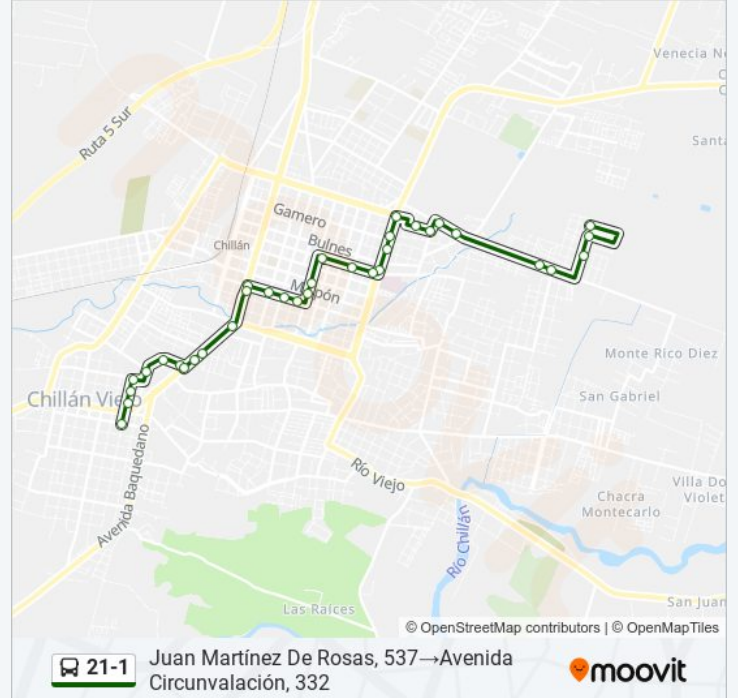 Venecia N
Ruta 5 Sur
Santa
Gamero
Chillán
Bulnes
Maipón
Monte Rico Diez
Chillán Viejo
San Gabriel
Avenida Baquedano
Río Viejo
Villa Do
Violet
Chacra
Montecarlo
Río Chillán
San Juan
Las Raíces
© OpenStreetMap contributors | © OpenMapTiles
21-1 Juan Martínez De Rosas, 537→Avenida
Circunvalación, 332
moovit